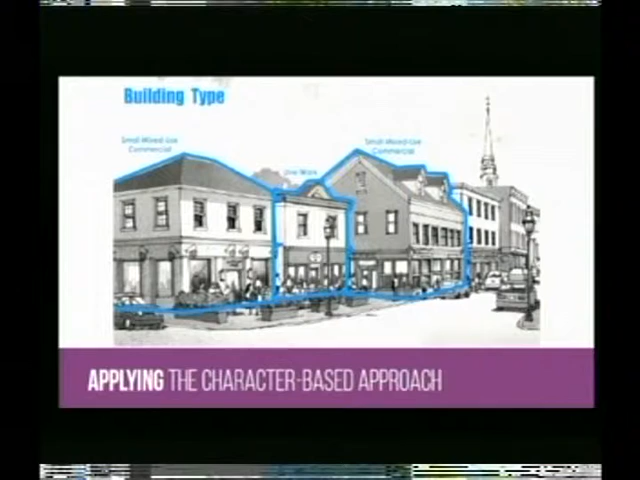 Building Type
Small Mixed-Use
Commercial
Small Mixed-Use
Commercial
Live Work
APPLYING THE CHARACTER-BASED APPROACH